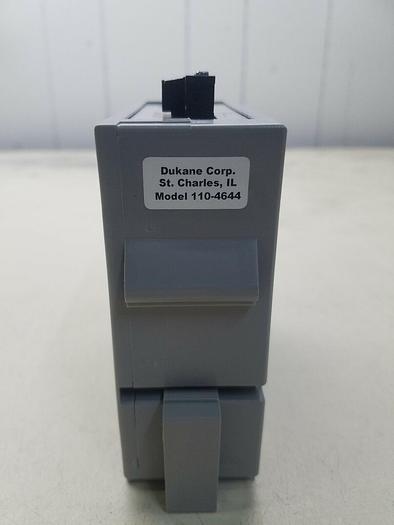 Dukane Corp.
St. Charles, IL
Model 110-4644